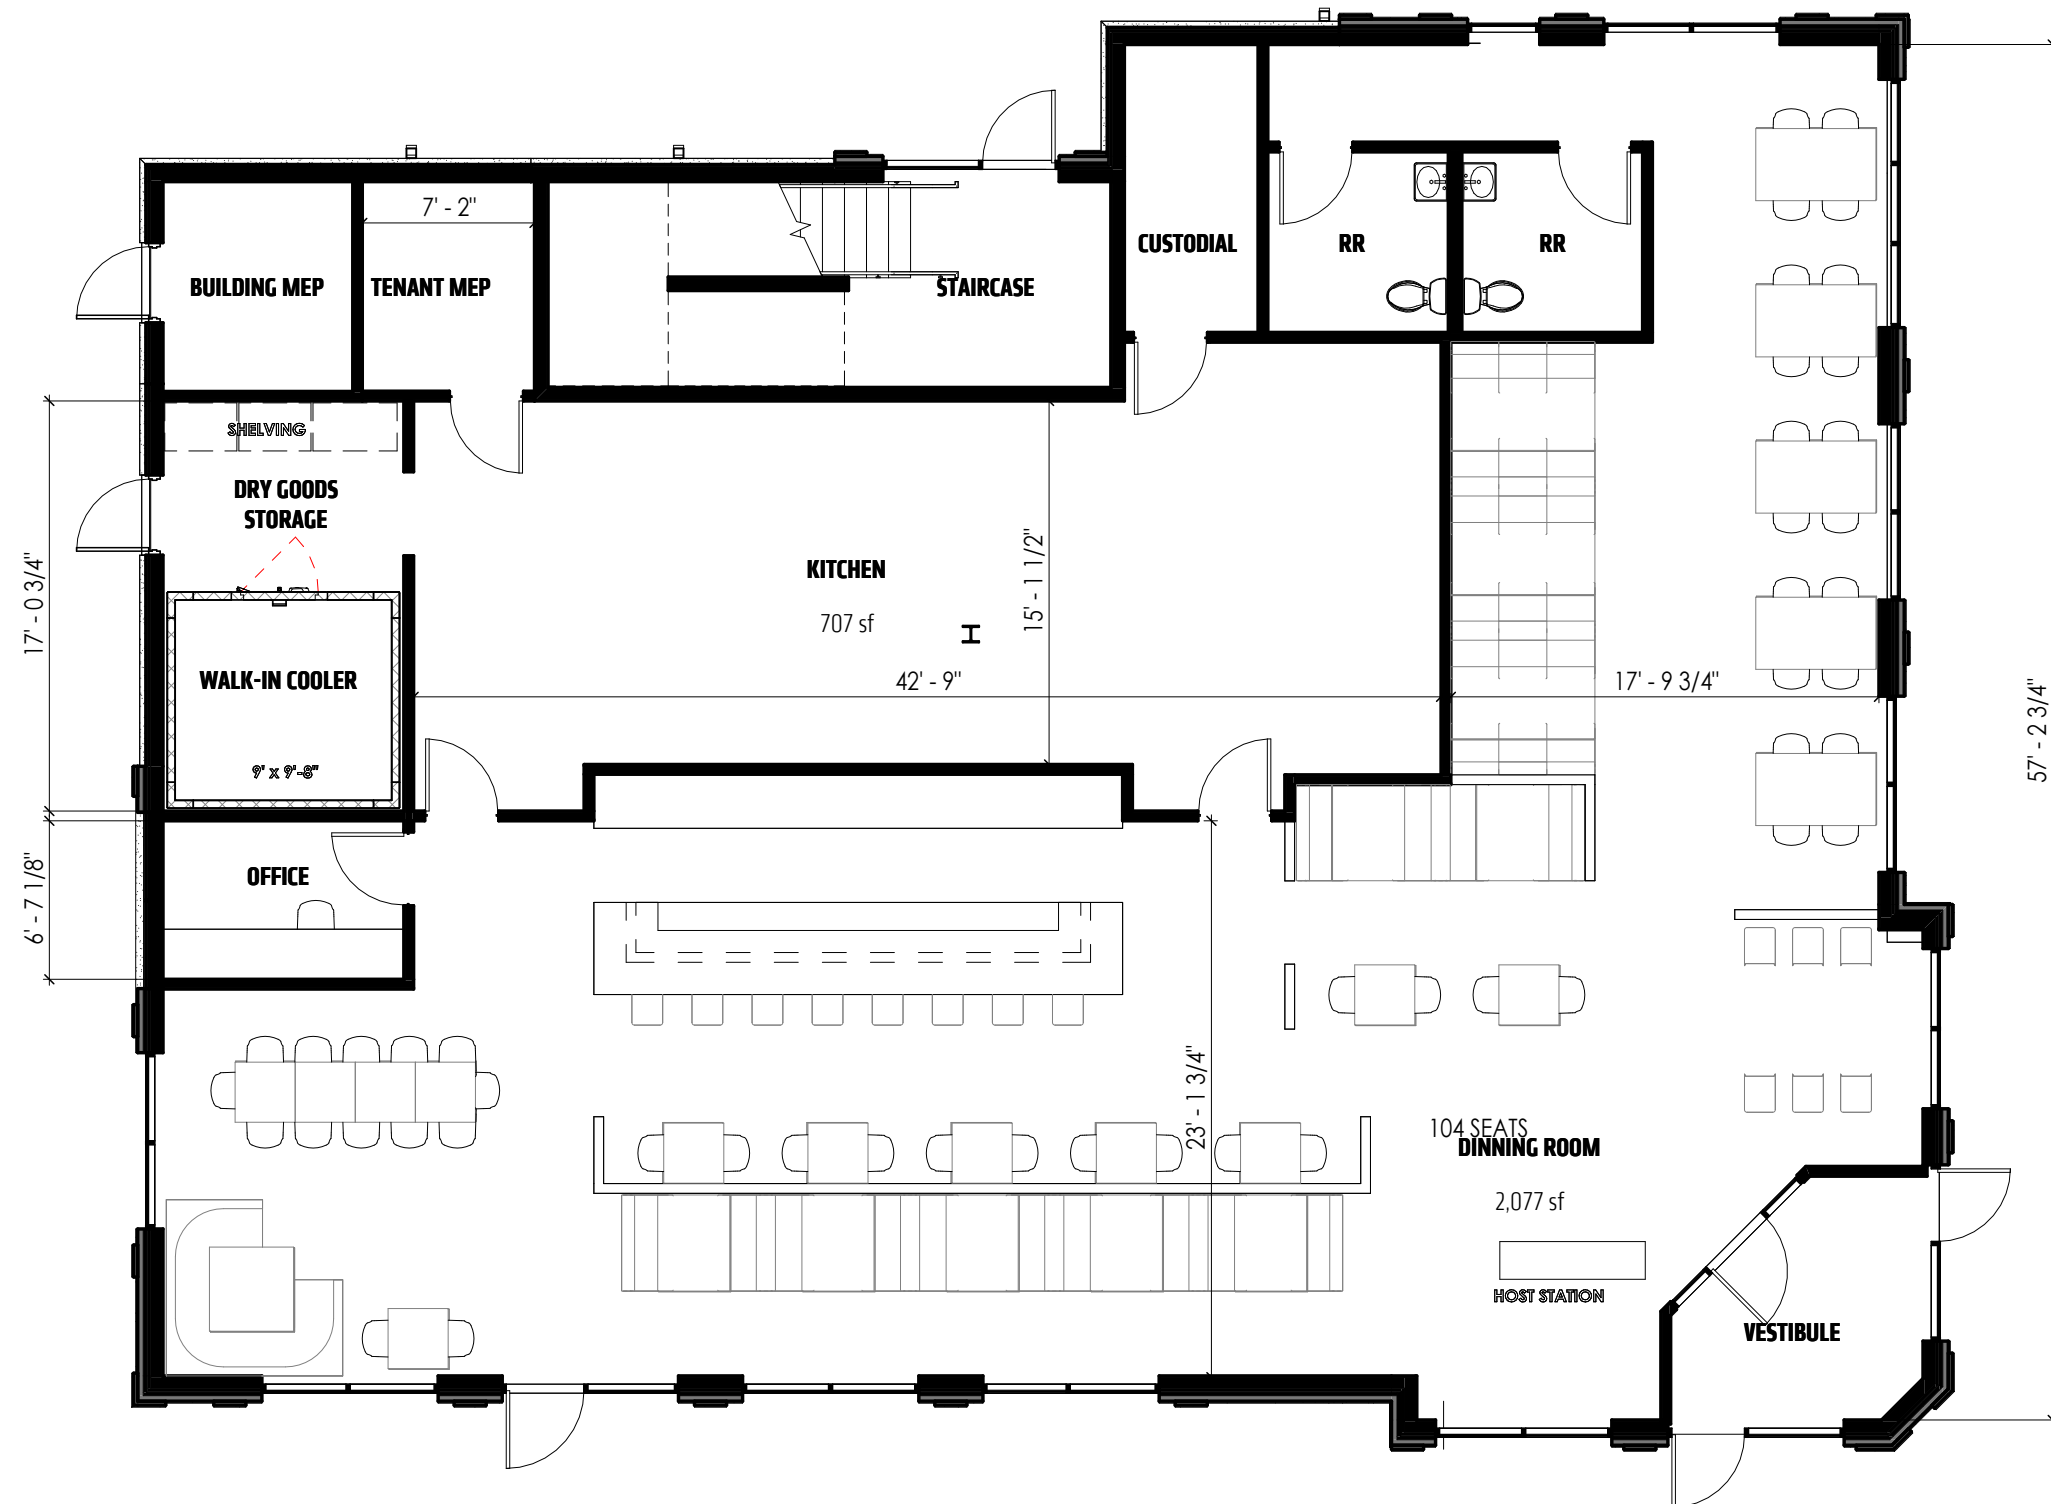 7' - 2"
CUSTODIAL
RR
RR
BUILDING MEP
TENANT MEP
STAIRCASE
SHELVING
DRY GOODS
STORAGE
KITCHEN
707 sf
H
15' - 1 1/2"
17' - 0 3/4"
WALK-IN COOLER
42' - 9"
17' - 9 3/4"
57' - 2 3/4"
9' x 9'-8"
OFFICE
6' - 7 1/8"
23' - 1 3/4"
104 SEATS
DINNING ROOM
2,077 sf
HOST STATION
VESTIBULE